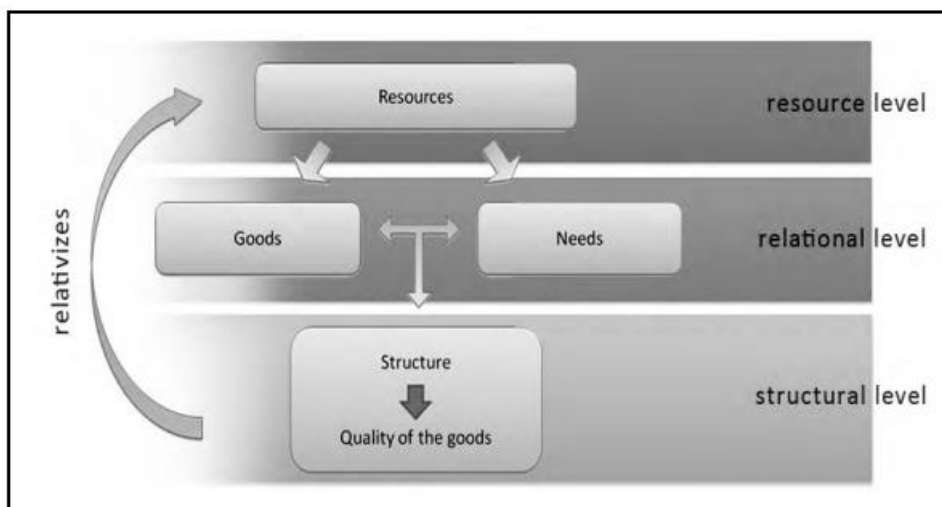 Resources
resource level
Goods
Needs
relational level
relativizes
Structure
Quality of the goods
structural level